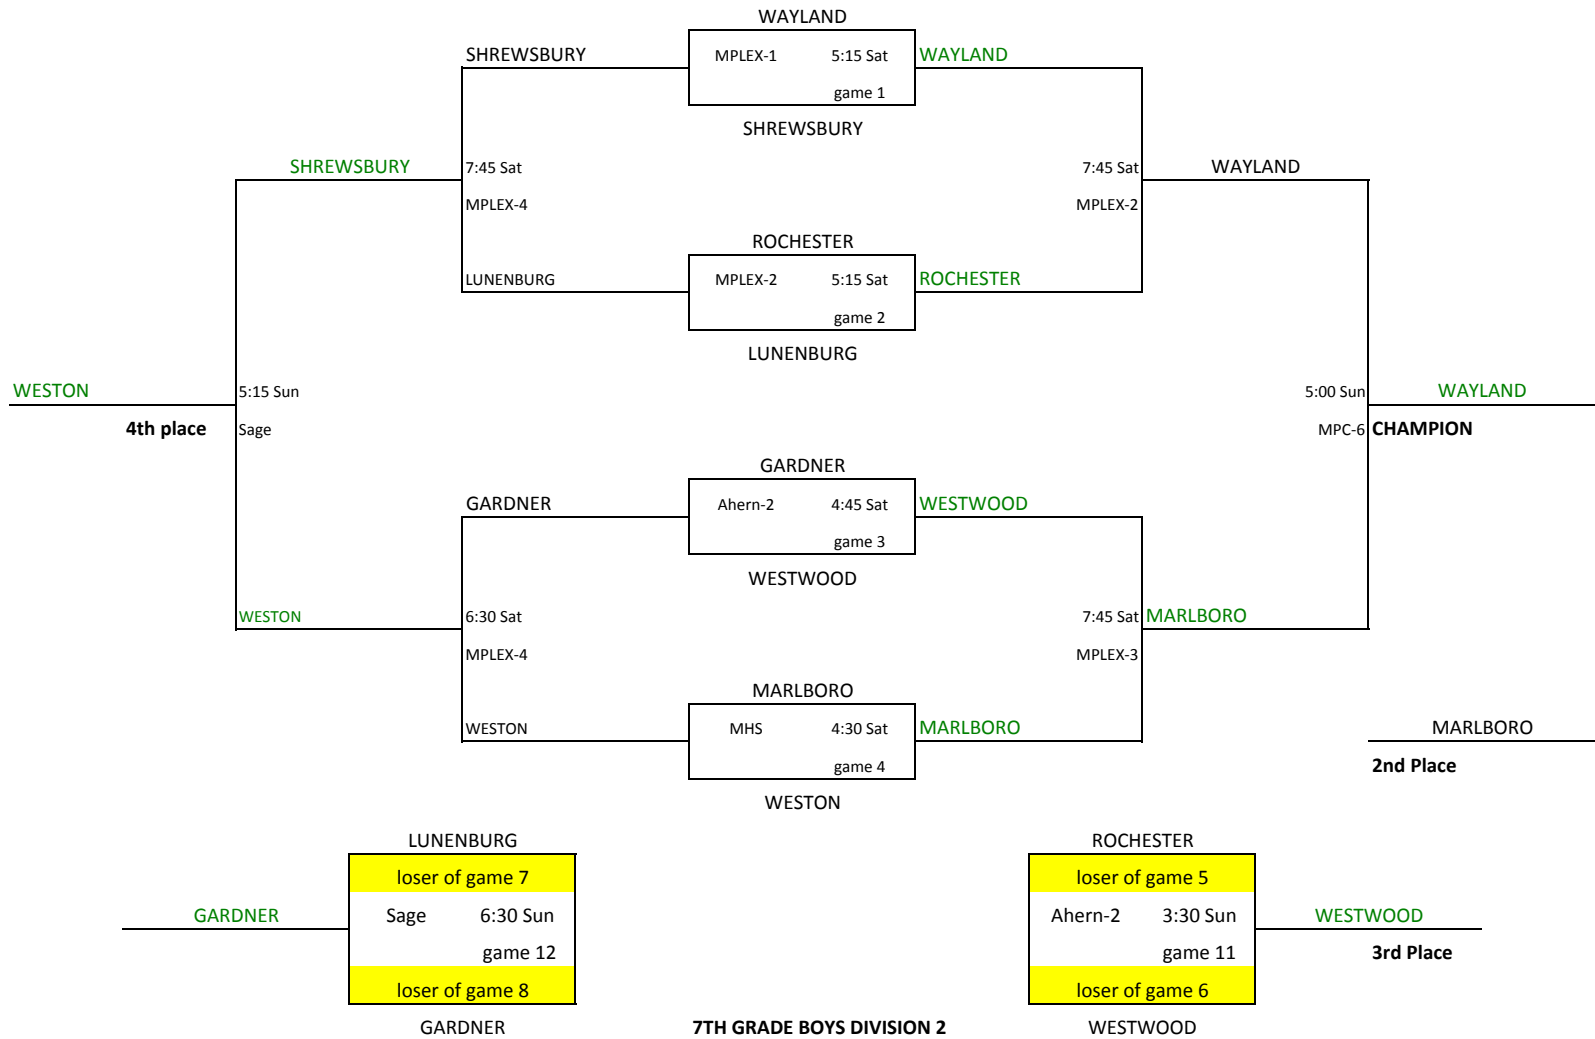 WAYLAND
SHREWSBURY MPLEX-1 5:15 Sat WAYLAND
game 1
SHREWSBURY
SHREWSBURY 7:45 Sat 7:45 Sat WAYLAND
MPLEX-4 MPLEX-2
ROCHESTER
LUNENBURG MPLEX-2 5:15 Sat ROCHESTER
game 2
LUNENBURG
WESTON 5:15 Sun 5:00 Sun WAYLAND
4th place Sage MPC-6 CHAMPION
GARDNER
GARDNER Ahern-2 4:45 Sat WESTWOOD
game 3
WESTWOOD
WESTON 6:30 Sat 7:45 Sat MARLBORO
MPLEX-4 MPLEX-3
MARLBORO
WESTON MHS 4:30 Sat MARLBORO MARLBORO
game 4 2nd Place
WESTON
LUNENBURG ROCHESTER
loser of game 7 loser of game 5
GARDNER Sage 6:30 Sun Ahern-2 3:30 Sun WESTWOOD
game 12 game 11 3rd Place
loser of game 8 loser of game 6
GARDNER 7TH GRADE BOYS DIVISION 2 WESTWOOD